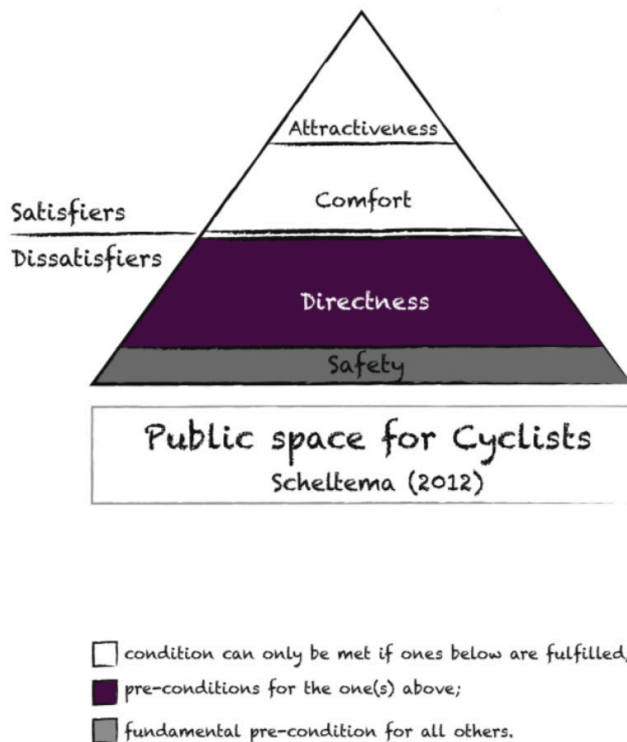 Attractiveness
Comfort
Satisfiers
Dissatisfiers
Directness
Safety
Public space for Cyclists
Scheltema (2012)
condition can only be met if ones below are fulfilled,
pre-conditions for the one(s) above;
fundamental pre-condition for all others.